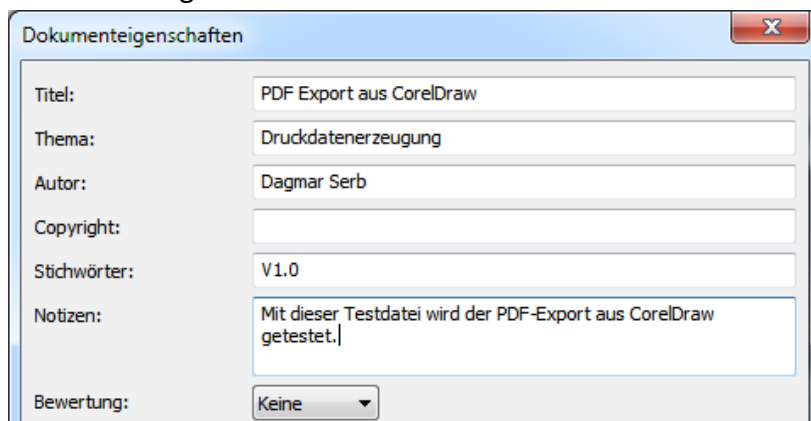 Dokumenteigenschaften
Titel: PDF Export aus CorelDraw
Thema: Druckdatenerzeugung
Autor: Dagmar Serb
Copyright:
Stichwörter: V1.0
Notizen: Mit dieser Testdatei wird der PDF-Export aus CorelDraw
getestet.
Bewertung: Keine